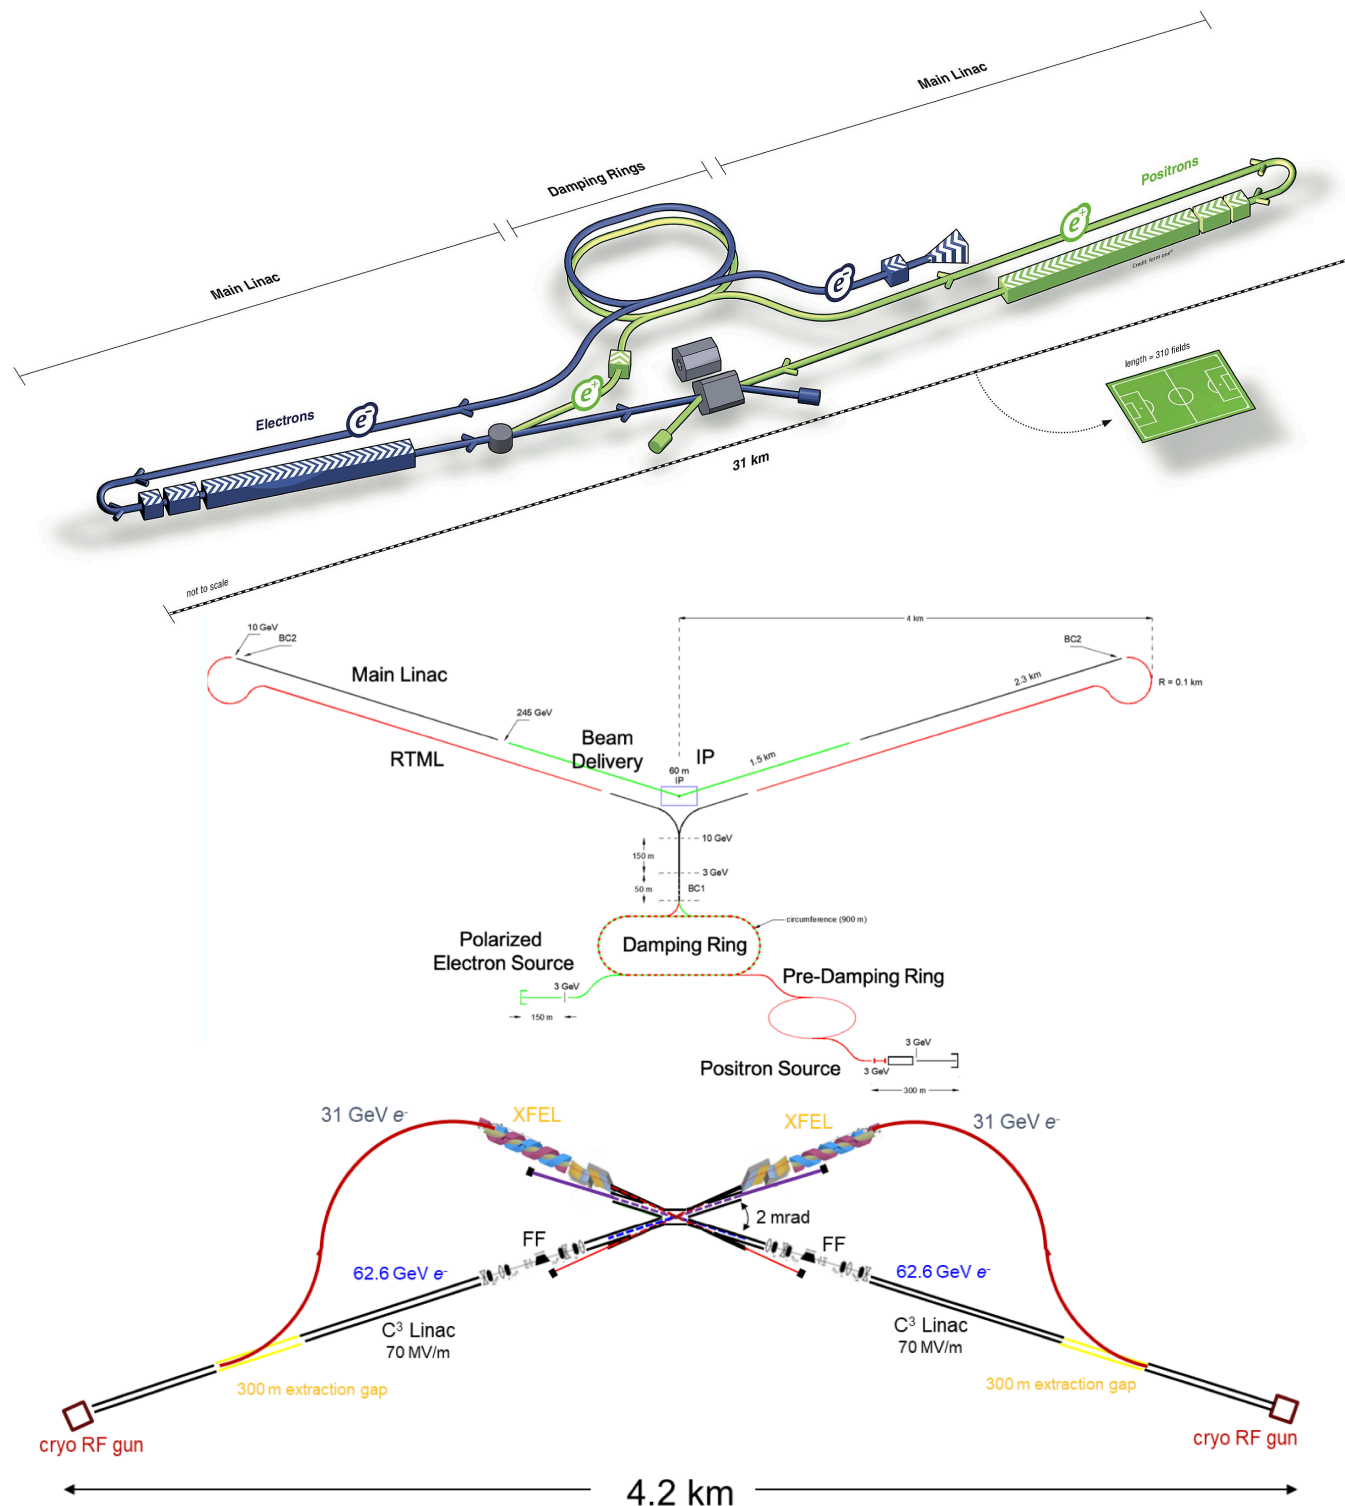 Main Linac
Damping Rings
Main Linac
Positrons
e+
e-
Credit: form one
length = 310 fields
e+
Electrons
e-
31 km
not to scale
4 km
10 GeV
BC2
BC2
Main Linac
2.3 km
R = 0.1 km
245 GeV
Beam
Delivery
IP
RTML
1.5 km
60 m
IP
10 GeV
150 m
3 GeV
50 m
BC1
circumference (900 m)
Polarized
Electron Source
Damping Ring
Pre-Damping Ring
3 GeV
150 m
3 GeV
Positron Source
3 GeV
300 m
31 GeV e-
XFEL
XFEL
31 GeV e-
2 mrad
FF
FF
62.6 GeV e-
62.6 GeV e-
C³ Linac
70 MV/m
C³ Linac
70 MV/m
300 m extraction gap
300 m extraction gap
cryo RF gun
cryo RF gun
4.2 km